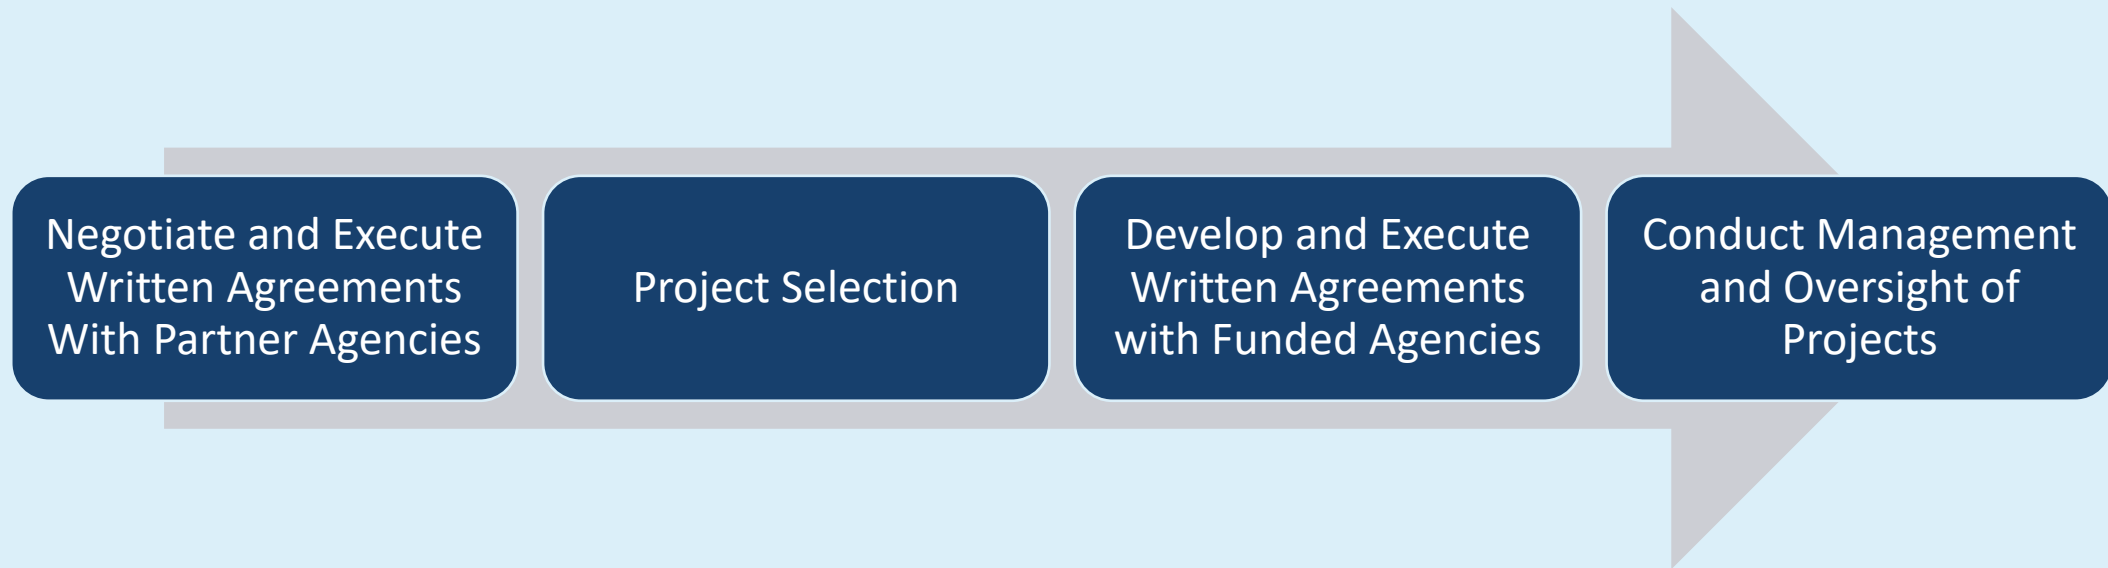 Negotiate and Execute
Written Agreements
With Partner Agencies
Project Selection
Develop and Execute
Written Agreements
with Funded Agencies
Conduct Management
and Oversight of
Projects